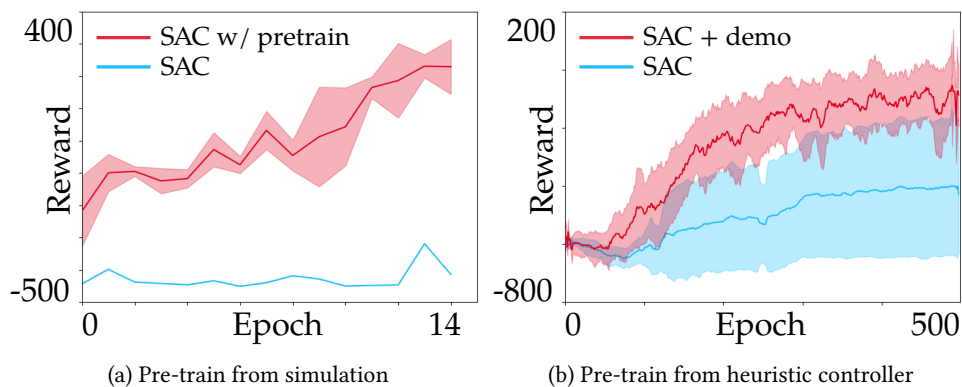 400
SAC w/ pretrain
SAC
Reward
-500
0
Epoch
14
(a) Pre-train from simulation
200
SAC + demo
SAC
Reward
-800
0
Epoch
500
(b) Pre-train from heuristic controller